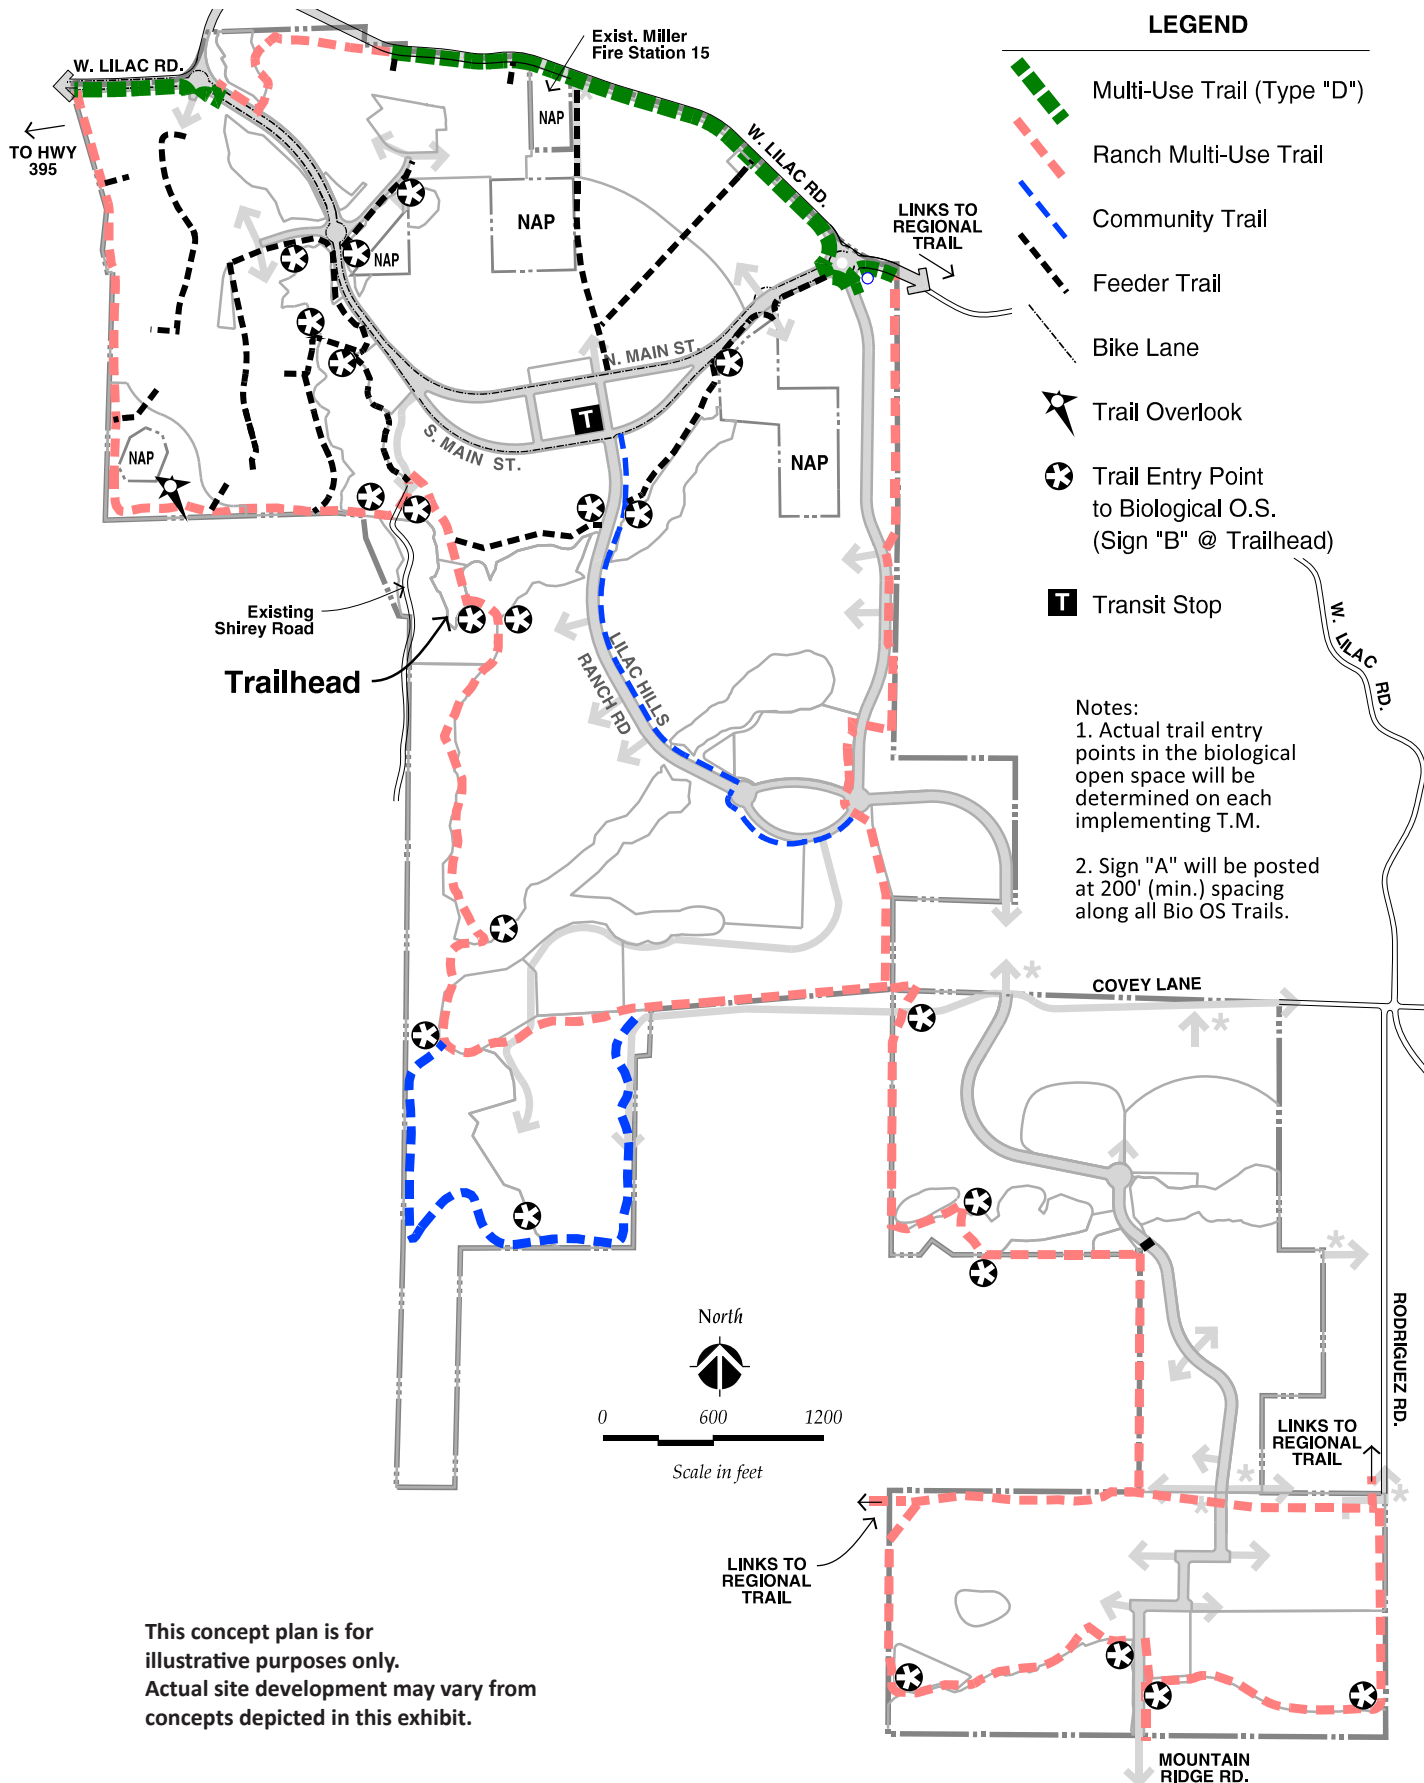 LEGEND
Multi-Use Trail (Type "D")
Ranch Multi-Use Trail
Community Trail
Feeder Trail
Bike Lane
Trail Overlook
Trail Entry Point
to Biological O.S.
(Sign "B" @ Trailhead)
T
Transit Stop
Notes:
1. Actual trail entry
points in the biological
open space will be
determined on each
implementing T.M.
2. Sign "A" will be posted
at 200' (min.) spacing
along all Bio OS Trails.
Exist. Miller
Fire Station 15
W. LILAC RD.
TO HWY
395
NAP
NAP
NAP
NAP
NAP
W. LILAC RD.
LINKS TO
REGIONAL
TRAIL
N. MAIN ST.
T
S. MAIN ST.
Existing
Shirey Road
Trailhead
LILAC HILLS
RANCH RD
W. LILAC RD.
COVEY LANE
RODRIGUEZ RD.
North
0 600 1200
Scale in feet
LINKS TO
REGIONAL
TRAIL
LINKS TO
REGIONAL
TRAIL
MOUNTAIN
RIDGE RD.
This concept plan is for
illustrative purposes only.
Actual site development may vary from
concepts depicted in this exhibit.